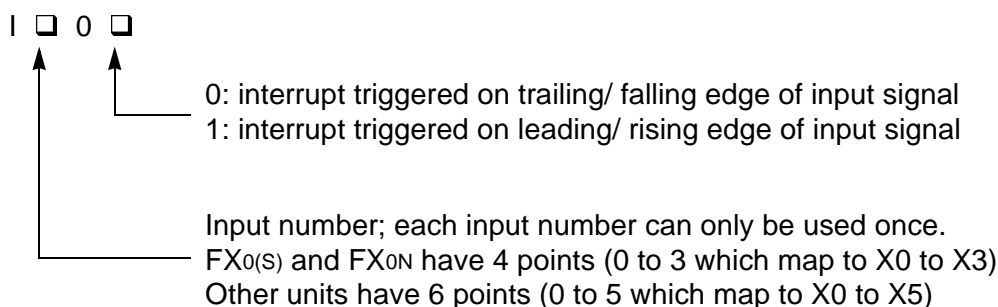 I ❑ 0 ❑
0: interrupt triggered on trailing/ falling edge of input signal
1: interrupt triggered on leading/ rising edge of input signal
Input number; each input number can only be used once.
FX0(S) and FX0N have 4 points (0 to 3 which map to X0 to X3)
Other units have 6 points (0 to 5 which map to X0 to X5)